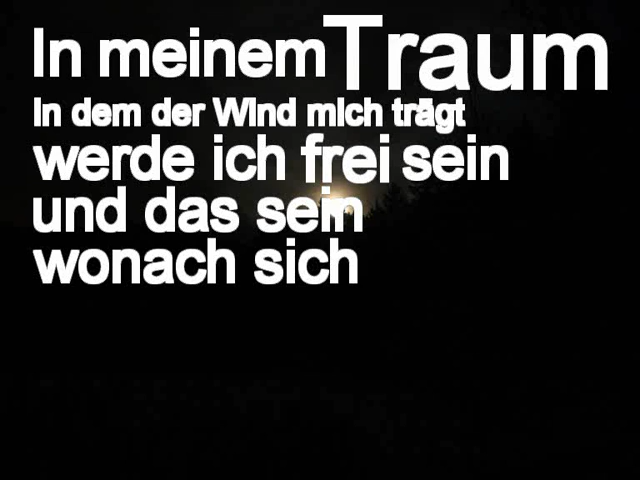 In meinem Traum
in dem der Wind mich trägt
werde ich frei sein
und das sein
wonach sich